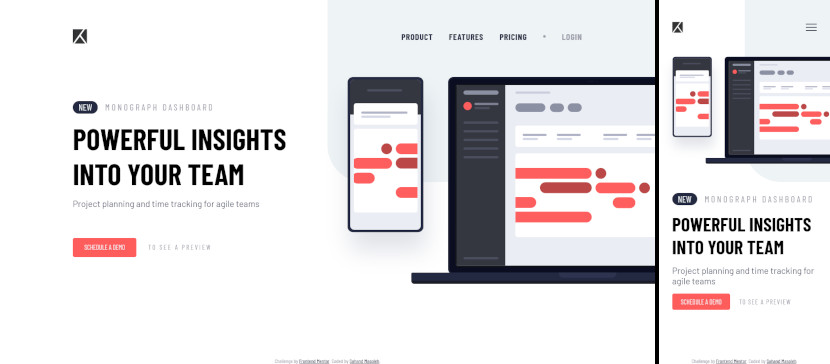 PRODUCT FEATURES PRICING • LOGIN
NEW MONOGRAPH DASHBOARD
POWERFUL INSIGHTS
INTO YOUR TEAM
Project planning and time tracking for agile teams
SCHEDULE A DEMO TO SEE A PREVIEW
Challenge by Frontend Mentor. Coded by
NEW MONOGRAPH DASHBOARD
POWERFUL INSIGHTS
INTO YOUR TEAM
Project planning and time tracking for
agile teams
SCHEDULE A DEMO TO SEE A PREVIEW
Challenge by Frontend Mentor. Coded by